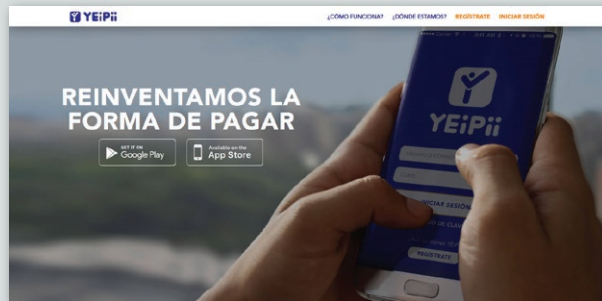 YEiPii
¿CÓMO FUNCIONA? ¿DÓNDE ESTAMOS? REGÍSTRATE INICIAR SESIÓN
REINVENTAMOS LA
FORMA DE PAGAR
GET IT ON
Google Play
Available on the
App Store
YEiPii
INICIAR SESIÓN
REGÍSTRATE